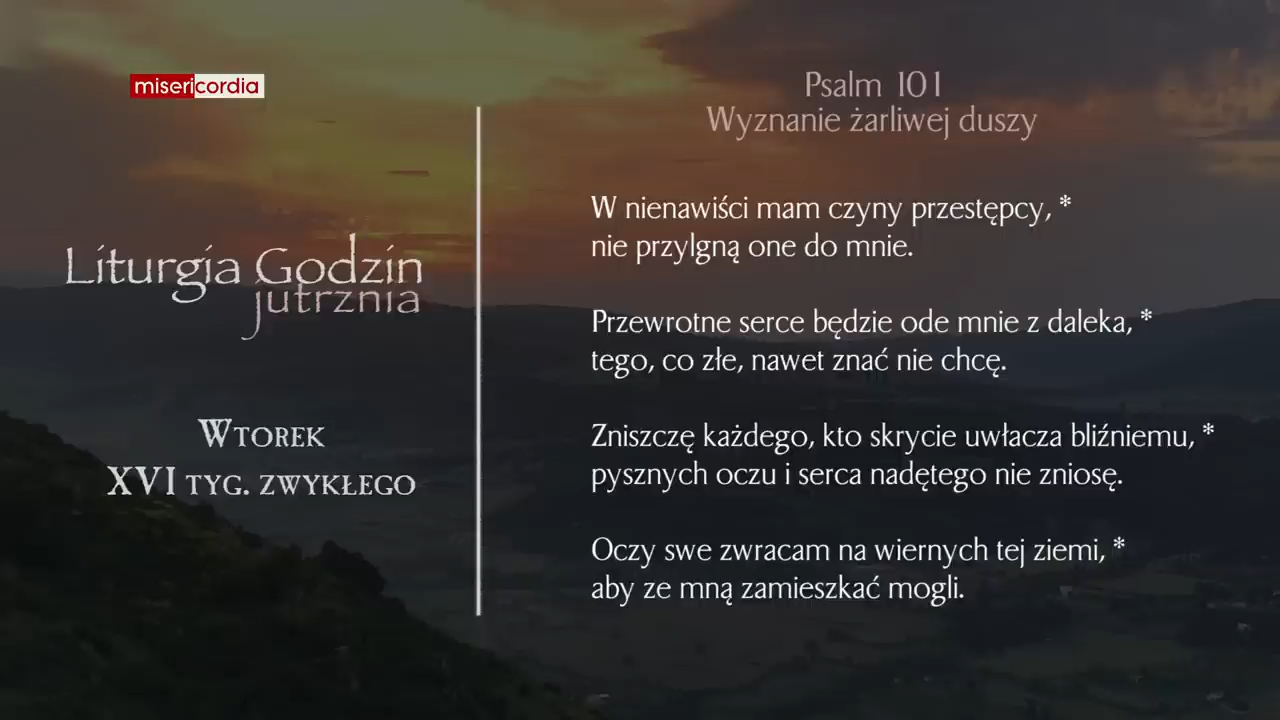 misericordia
Liturgia Godzin
jutrznia
Wtorek
XVI tyg. zwykłego
Psalm 101
Wyznanie żarliwej duszy
W nienawiści mam czyny przestępcy, *
nie przylgną one do mnie.
Przewrotne serce będzie ode mnie z daleka, *
tego, co złe, nawet znać nie chcę.
Zniszczę każdego, kto skrycie uwłacza bliźniemu, *
pysznych oczu i serca nadętego nie zniosę.
Oczy swe zwracam na wiernych tej ziemi, *
aby ze mną zamieszkać mogli.